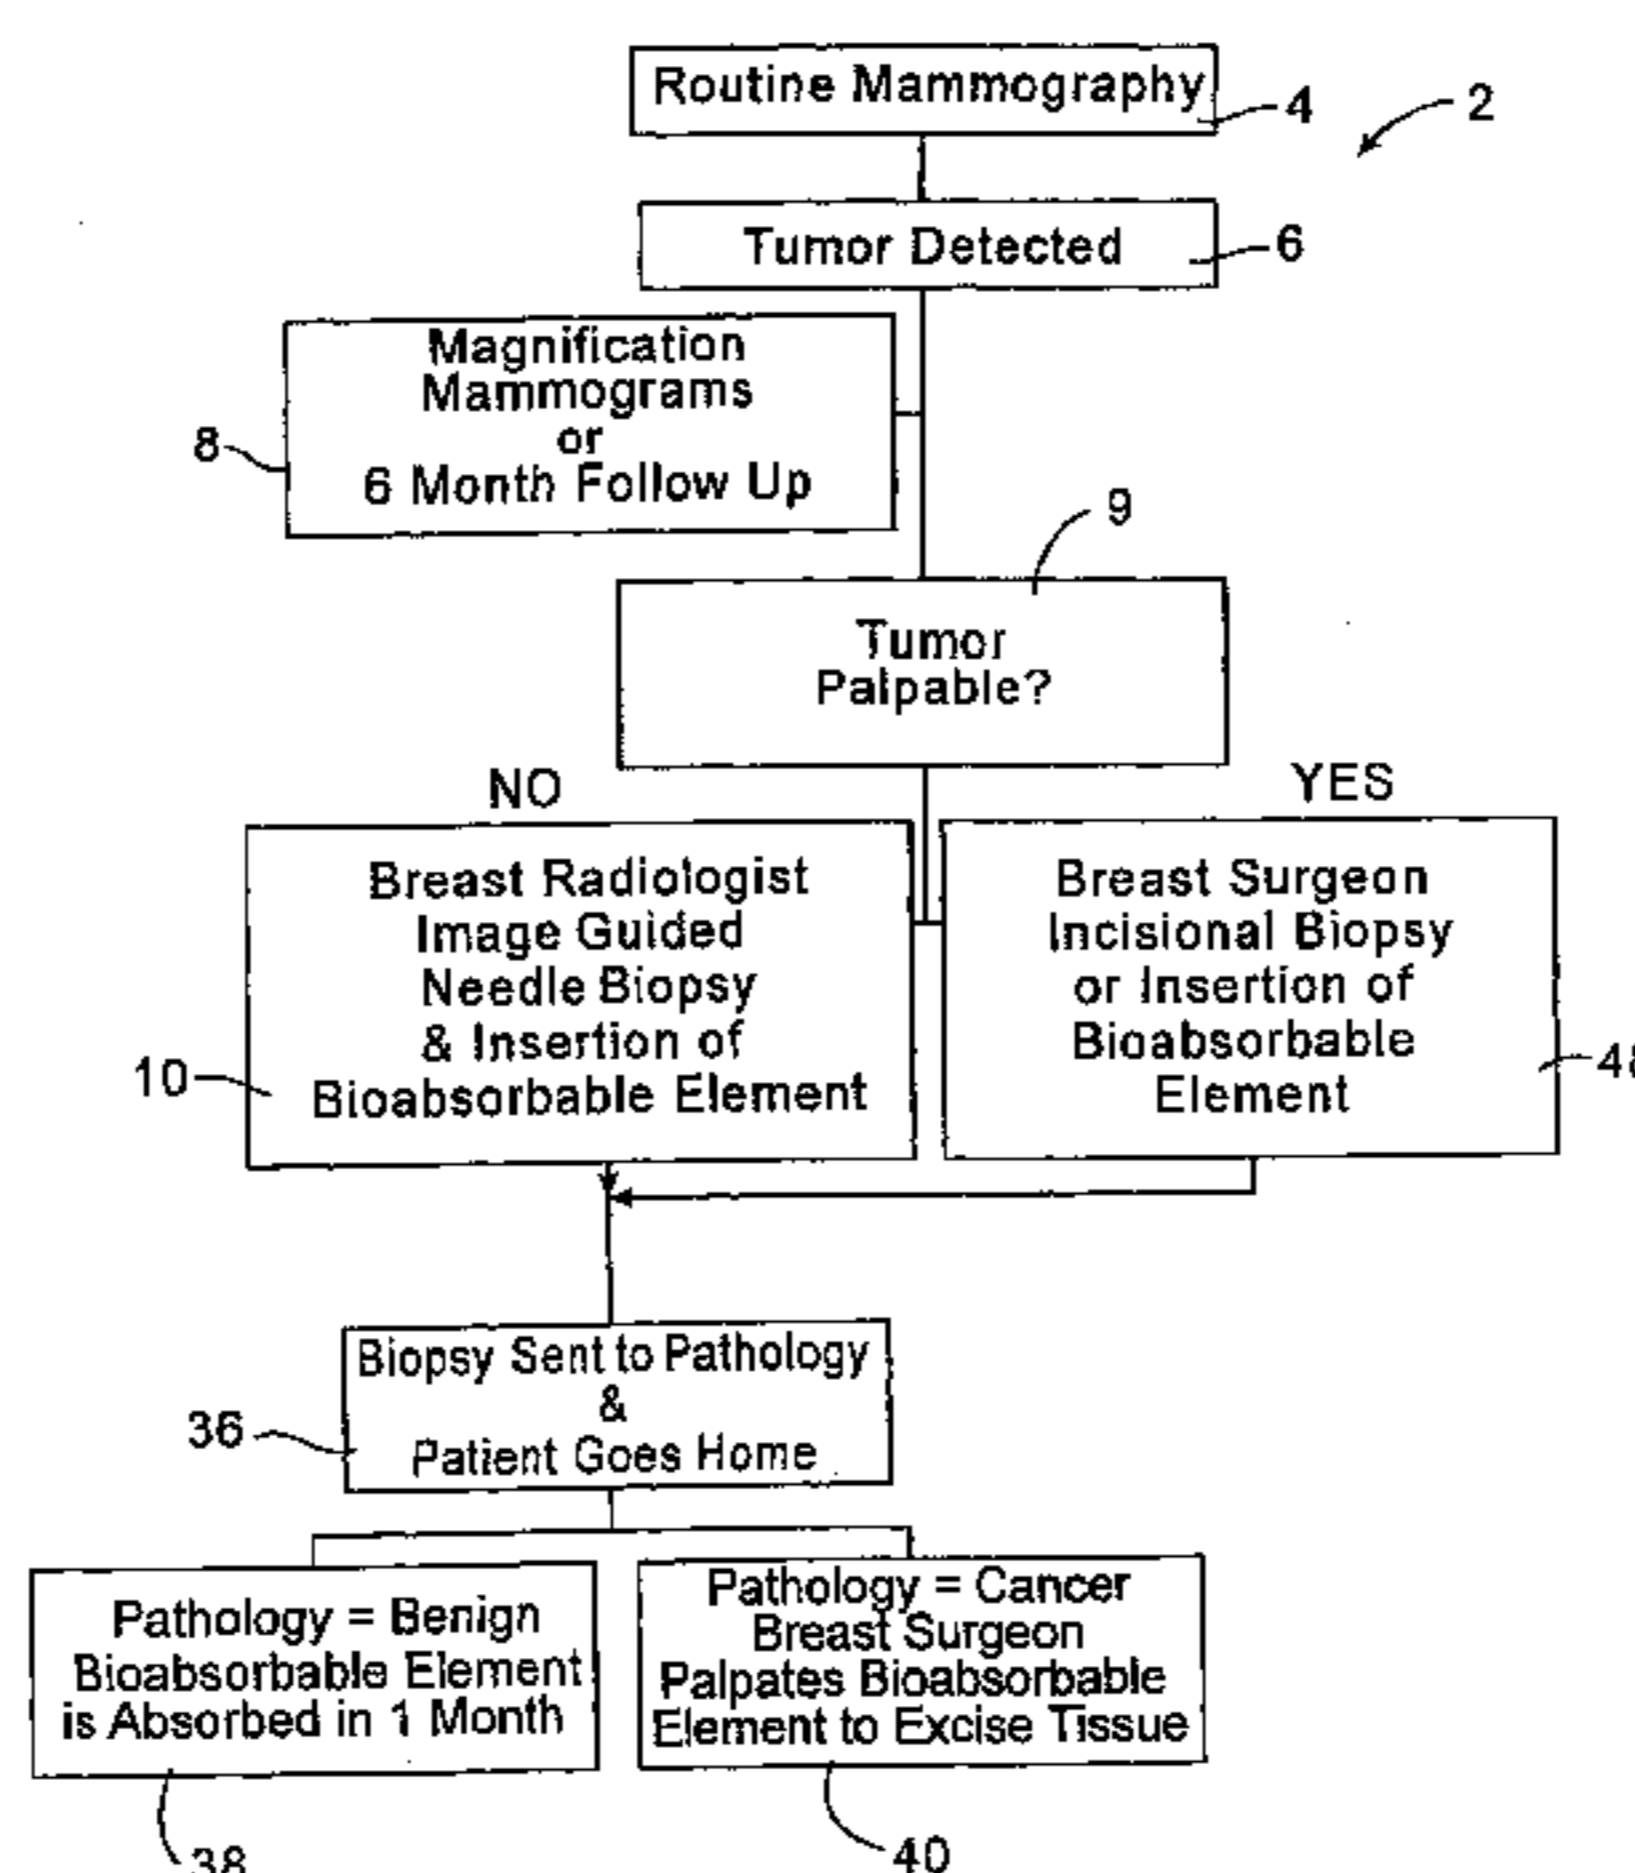 Routine Mammography
4
2
Tumor Detected
6
Magnification
Mammograms
or
6 Month Follow Up
8
9
Tumor
Palpable?
NO
YES
Breast Radiologist
Image Guided
Needle Biopsy
& Insertion of
Bioabsorbable Element
10
Breast Surgeon
Incisional Biopsy
or Insertion of
Bioabsorbable
Element
Biopsy Sent to Pathology
&
Patient Goes Home
36
Pathology = Benign
Bioabsorbable Element
is Absorbed in 1 Month
Pathology = Cancer
Breast Surgeon
Palpates Bioabsorbable
Element to Excise Tissue
38
40